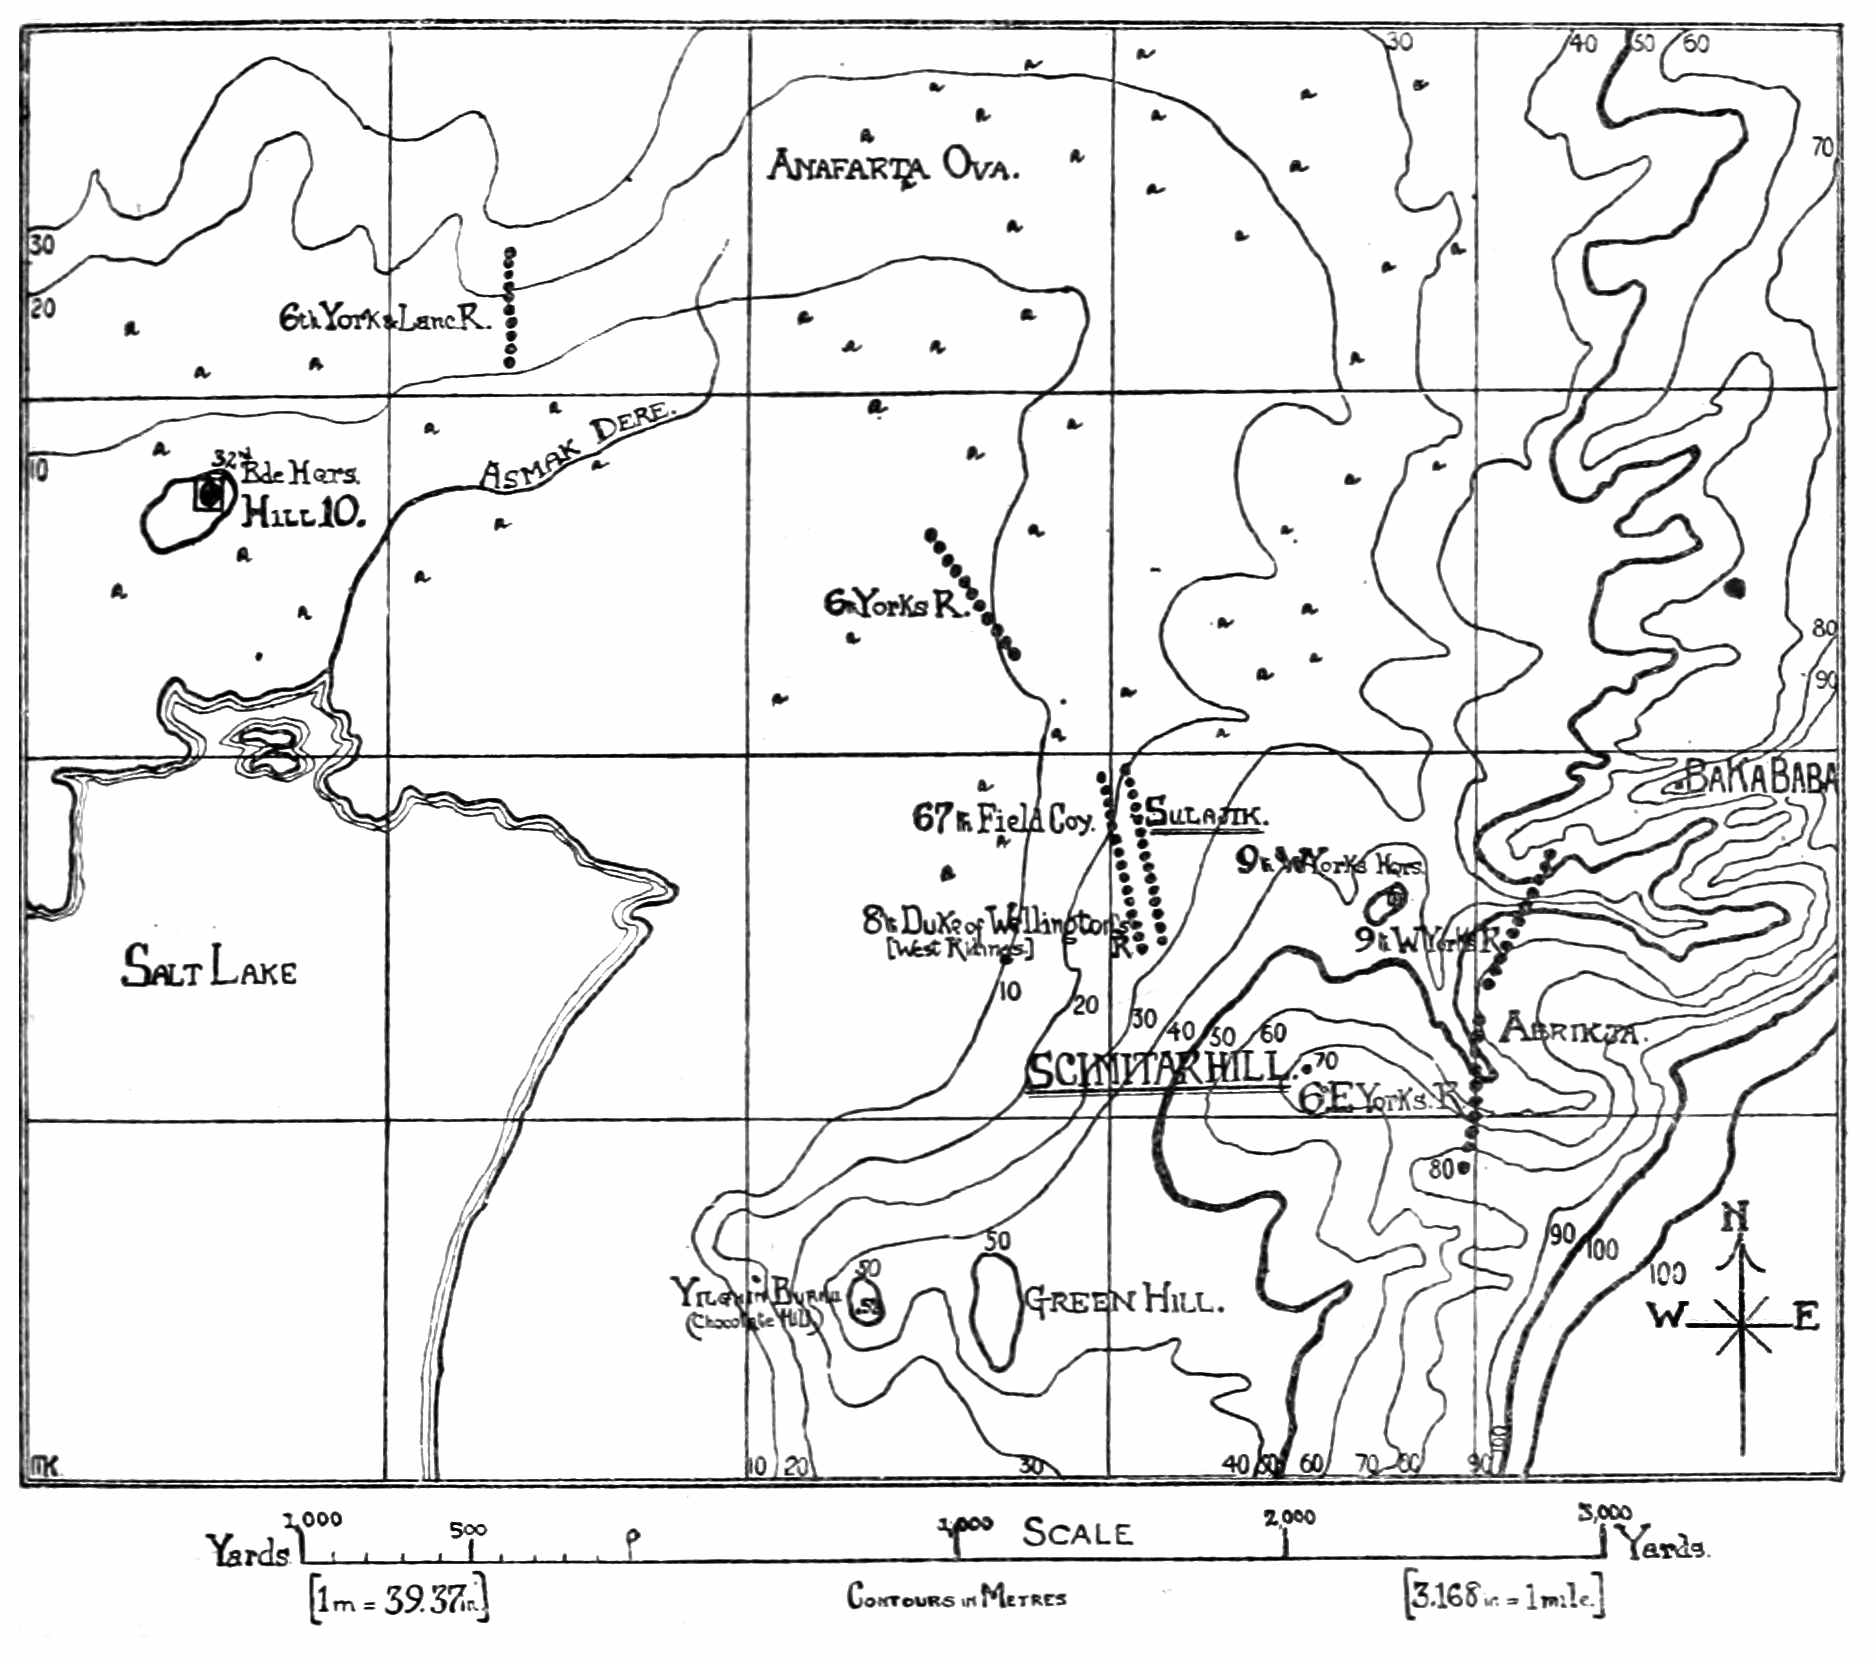 30 40 50 60
ANAFARTA OVA.
70
30
20
6th York & Lanc R.
ASMAK DERE.
10
32nd Bde Hqrs.
HILL 10.
6th Yorks R.
80
90
BAKA BABA
67th Field Coy.
SULAJIK.
9th W Yorks Hqrs.
8th Duke of Wellington's
[West Ridings.] R
9th W Yorks R.
SALT LAKE
10 20 30 40 50 60
ABRIKJA.
SCIMITAR HILL. 70
6th E Yorks. R.
80
N
90 100 100
50 50
YILGHIN BURNU
(Chocolate Hill)
GREEN HILL.
W E
MK.
10 20 30 40 50 60 70 80 90 100
1,000 500 0 1,000 SCALE 2,000 3,000
Yards Yards.
[1m = 39.37in.] CONTOURS IN METRES [3.168 in = 1 mile.]